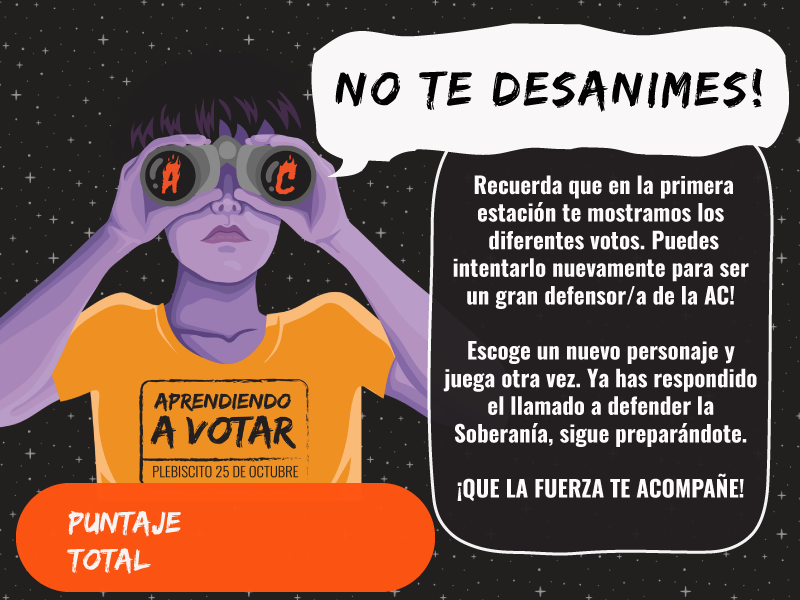 NO TE DESANIMES!
A C
Recuerda que en la primera
estación te mostramos los
diferentes votos. Puedes
intentarlo nuevamente para ser
un gran defensor/a de la AC!
Escoge un nuevo personaje y
juega otra vez. Ya has respondido
el llamado a defender la
Soberanía, sigue preparándote.
¡QUE LA FUERZA TE ACOMPAÑE!
APRENDIENDO
A VOTAR
PLEBISCITO 25 DE OCTUBRE
PUNTAJE
TOTAL